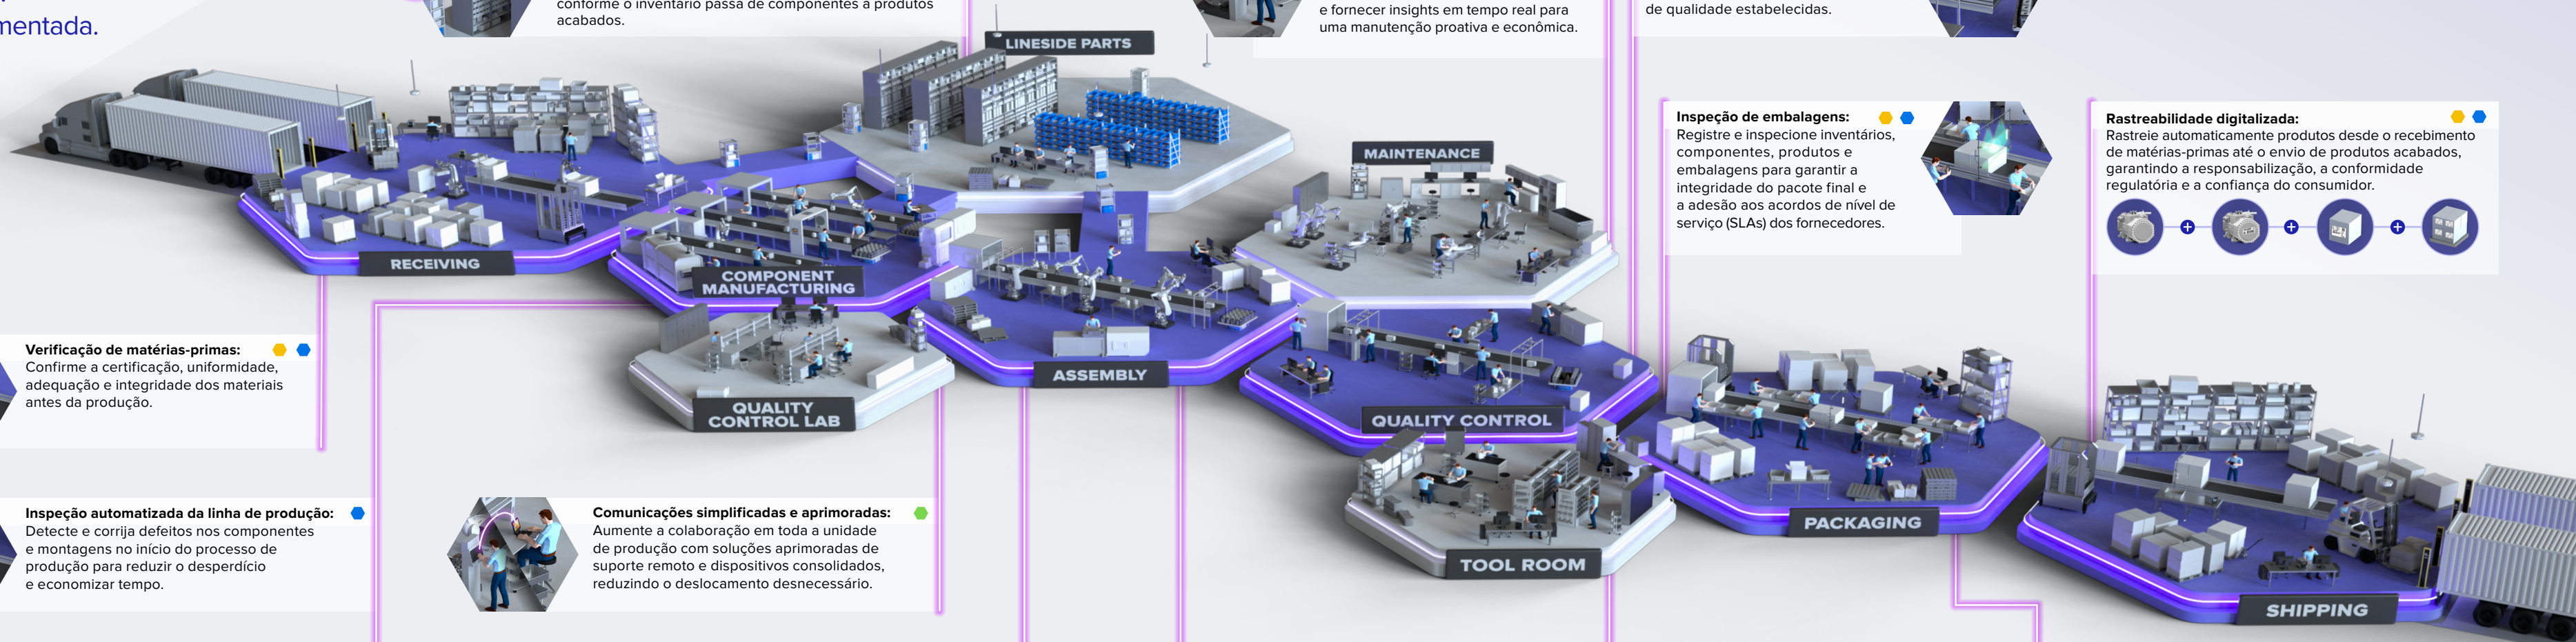 mentada.
conforme o inventário passa de componentes a produtos
acabados.
e fornecer insights em tempo real para
uma manutenção proativa e econômica.
de qualidade estabelecidas.
LINESIDE PARTS
MAINTENANCE
Inspeção de embalagens:
Registre e inspecione inventários,
componentes, produtos e
embalagens para garantir a
integridade do pacote final e
a adesão aos acordos de nível de
serviço (SLAs) dos fornecedores.
Rastreabilidade digitalizada:
Rastreie automaticamente produtos desde o recebimento
de matérias-primas até o envio de produtos acabados,
garantindo a responsabilização, a conformidade
regulatória e a confiança do consumidor.
RECEIVING
COMPONENT
MANUFACTURING
Verificação de matérias-primas:
Confirme a certificação, uniformidade,
adequação e integridade dos materiais
antes da produção.
QUALITY
CONTROL LAB
ASSEMBLY
QUALITY CONTROL
Inspeção automatizada da linha de produção:
Detecte e corrija defeitos nos componentes
e montagens no início do processo de
produção para reduzir o desperdício
e economizar tempo.
Comunicações simplificadas e aprimoradas:
Aumente a colaboração em toda a unidade
de produção com soluções aprimoradas de
suporte remoto e dispositivos consolidados,
reduzindo o deslocamento desnecessário.
TOOL ROOM
PACKAGING
SHIPPING